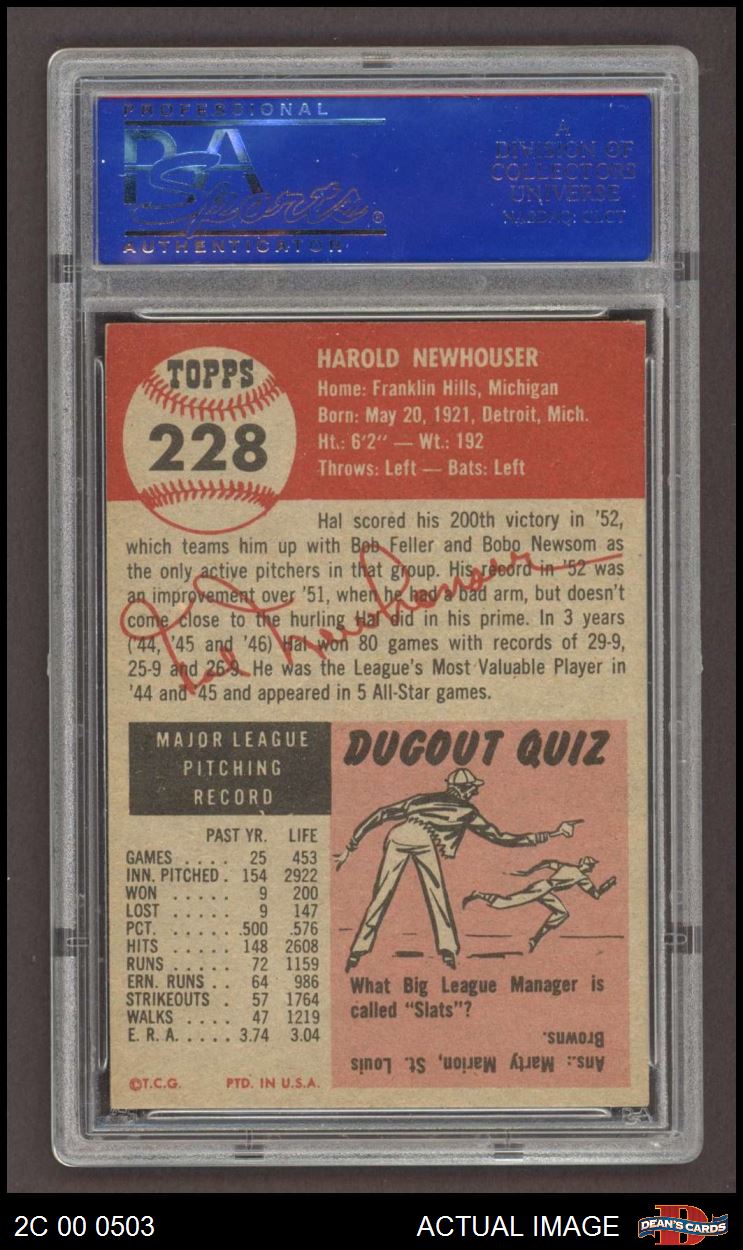 PROFESSIONAL
PSA
Sports®
AUTHENTICATOR
A
DIVISION OF
COLLECTORS
UNIVERSE
NASDAQ: CLCT
TOPPS
228
HAROLD NEWHOUSER
Home: Franklin Hills, Michigan
Born: May 20, 1921, Detroit, Mich.
Ht.: 6'2" — Wt.: 192
Throws: Left — Bats: Left
Hal scored his 200th victory in '52,
which teams him up with Bob Feller and Bobo Newsom as
the only active pitchers in that group. His record in '52 was
an improvement over '51, when he had a bad arm, but doesn't
come close to the hurling Hal did in his prime. In 3 years
('44, '45 and '46) Hal won 80 games with records of 29-9,
25-9 and 26-9. He was the League's Most Valuable Player in
'44 and '45 and appeared in 5 All-Star games.
Hal Newhouser
MAJOR LEAGUE
PITCHING
RECORD
PAST YR. LIFE
GAMES .... 25 453
INN. PITCHED . 154 2922
WON ..... 9 200
LOST ..... 9 147
PCT. ..... .500 .576
HITS ..... 148 2608
RUNS ..... 72 1159
ERN. RUNS .. 64 986
STRIKEOUTS . 57 1764
WALKS .... 47 1219
E. R. A. .... 3.74 3.04
©T.C.G. PTD. IN U.S.A.
DUGOUT QUIZ
What Big League Manager is
called "Slats"?
Ans.: Marty Marion, St. Louis
Browns.
PSA
2C 00 0503
ACTUAL IMAGE
D
DEAN'S CARDS